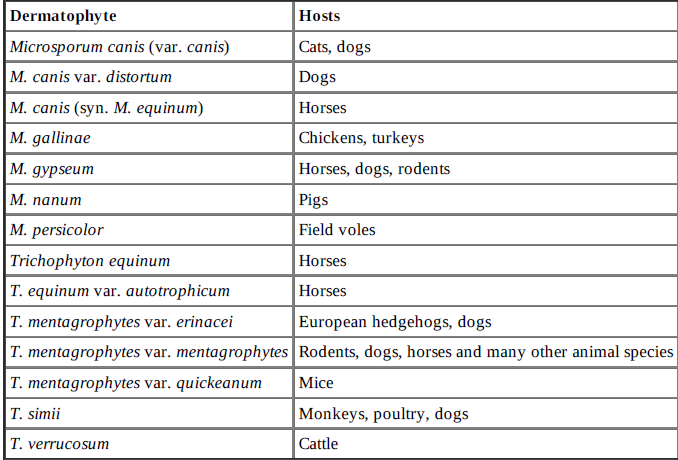 Dermatophyte Hosts
Microsporum canis (var. canis) Cats, dogs
M. canis var. distortum Dogs
M. canis (syn. M. equinum) Horses
M. gallinae Chickens, turkeys
M. gypseum Horses, dogs, rodents
M. nanum Pigs
M. persicolor Field voles
Trichophyton equinum Horses
T. equinum var. autotrophicum Horses
T. mentagrophytes var. erinacei European hedgehogs, dogs
T. mentagrophytes var. mentagrophytes Rodents, dogs, horses and many other animal species
T. mentagrophytes var. quickeanum Mice
T. simii Monkeys, poultry, dogs
T. verrucosum Cattle